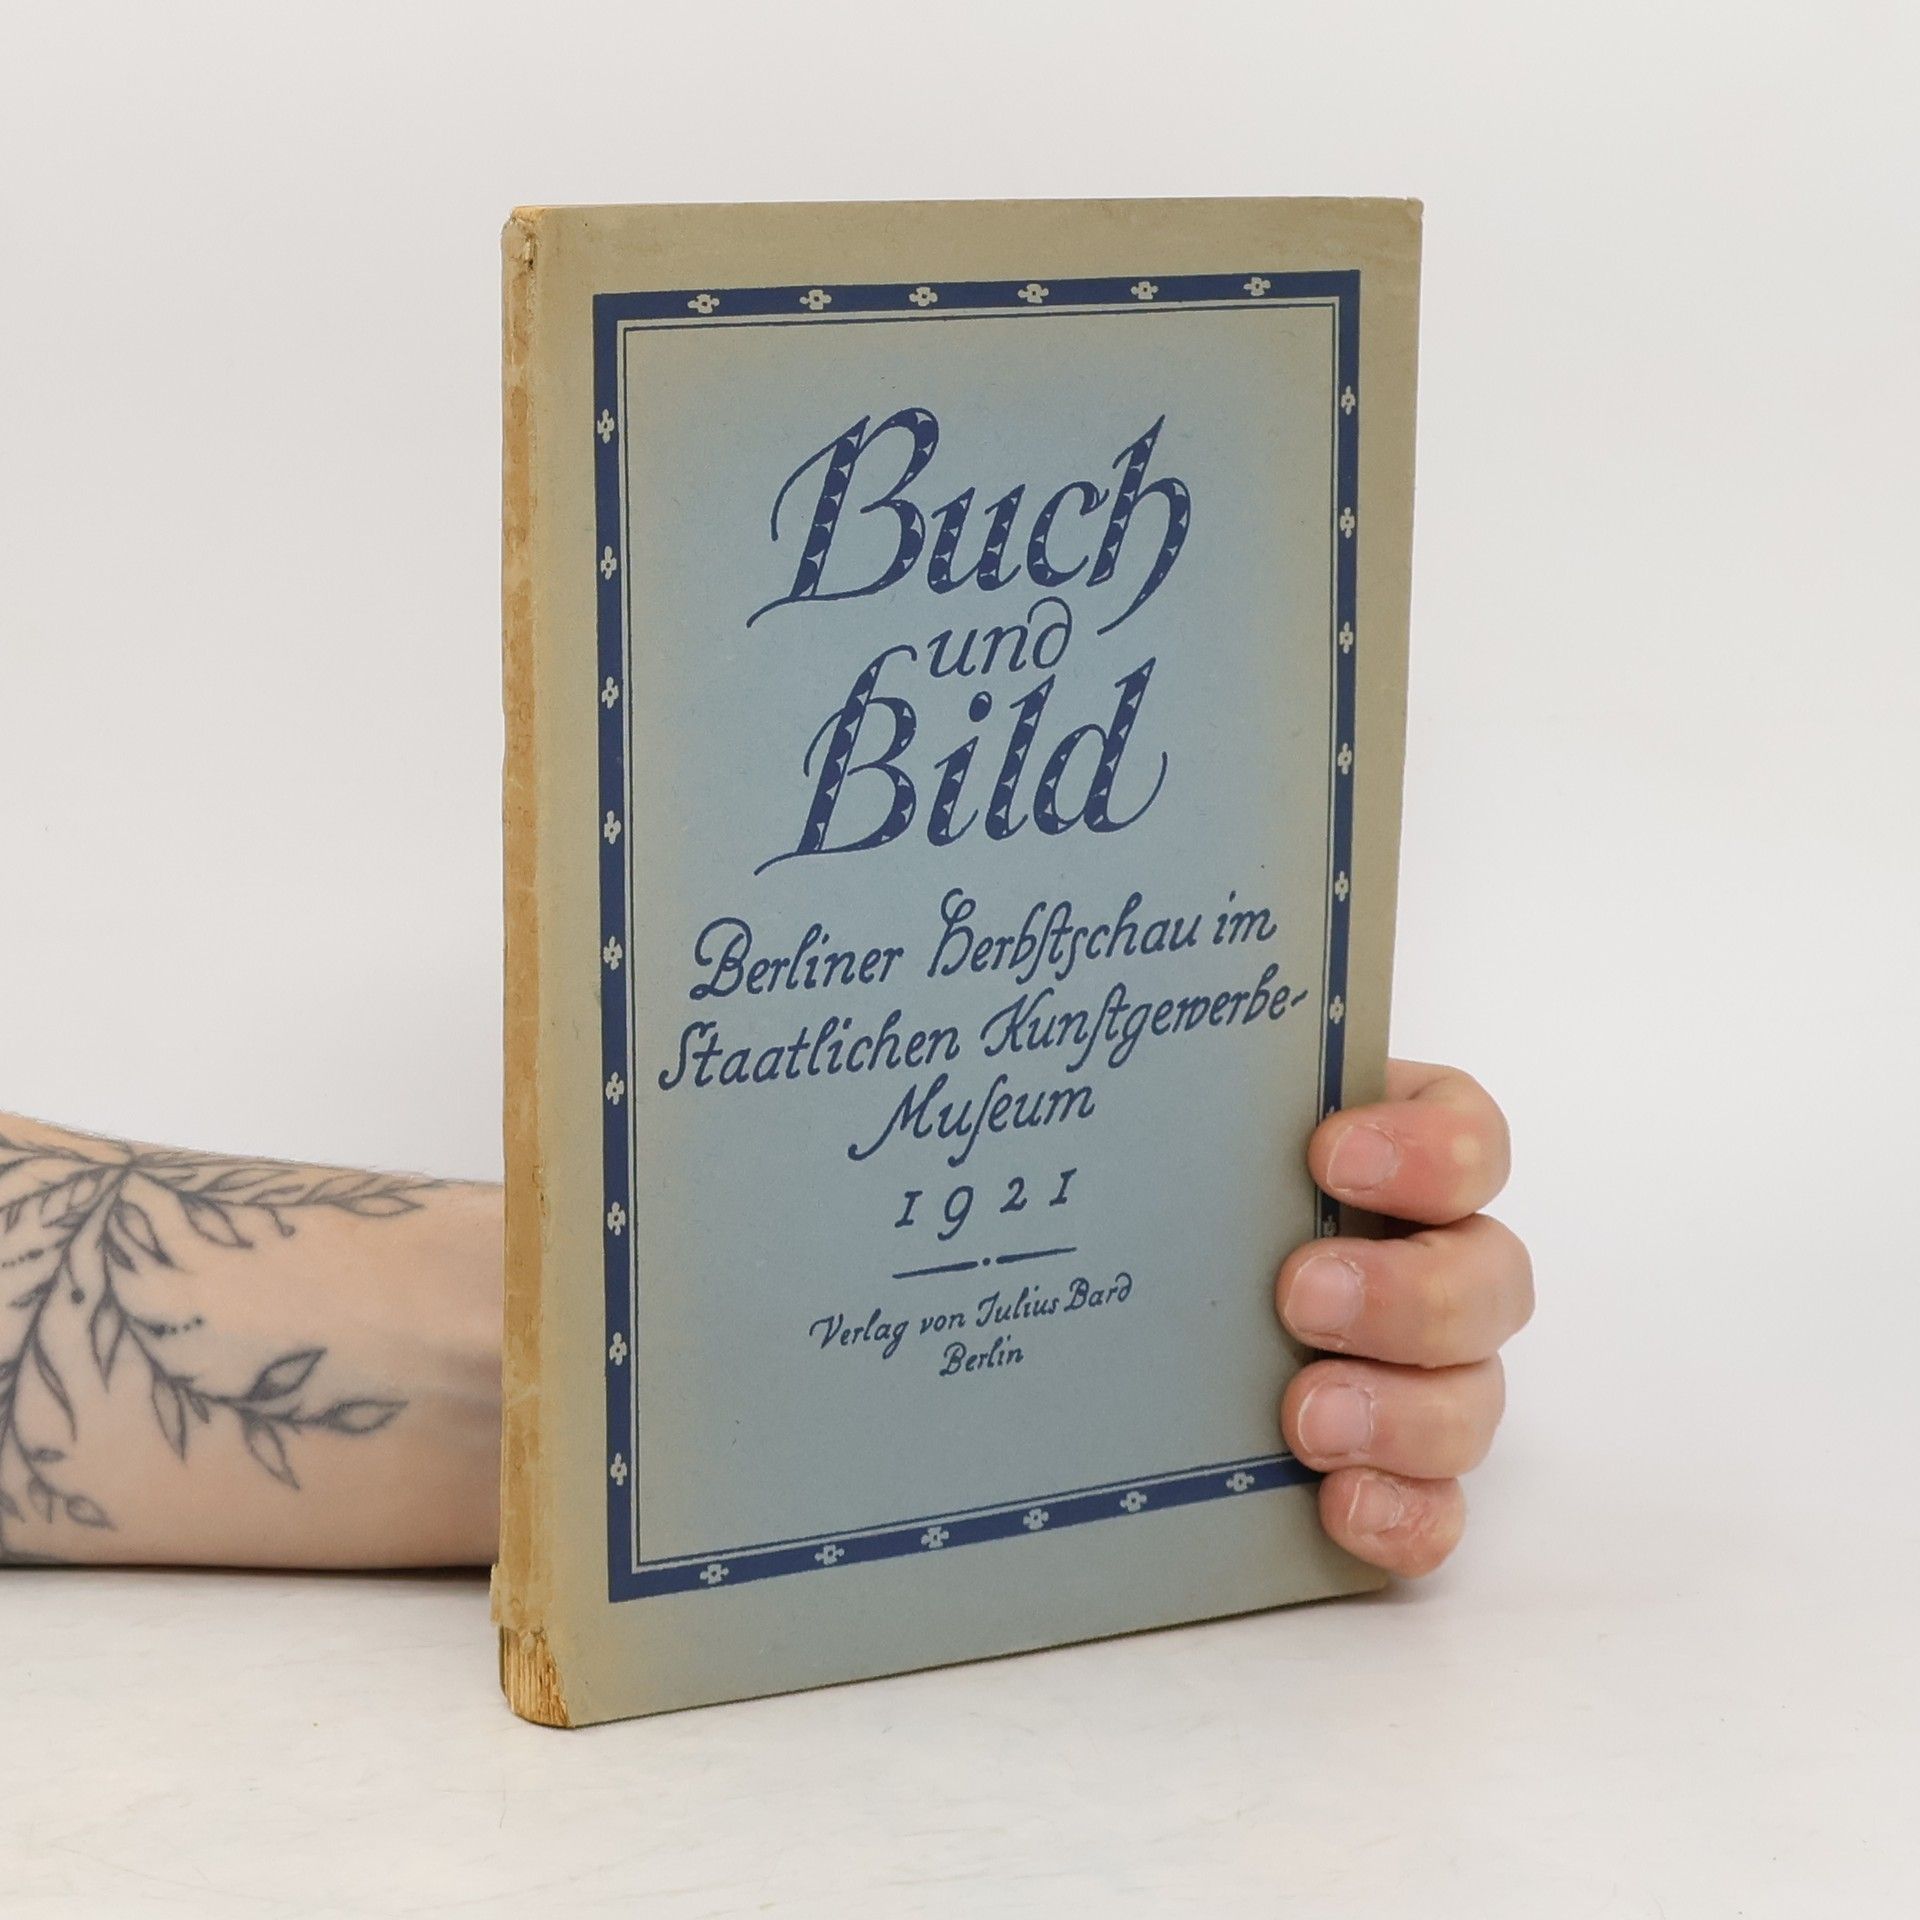 Buch
und
Bild
Berliner Herbſtschau im
Staatlichen Kunſtgewerbe-
Muſeum
1921
Verlag von Julius Bard
Berlin